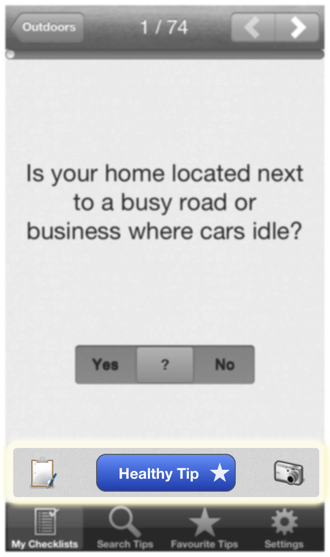 Outdoors
1 / 74
Is your home located next
to a busy road or
business where cars idle?
Yes
?
No
Healthy Tip
My Checklists
Search Tips
Favourite Tips
Settings